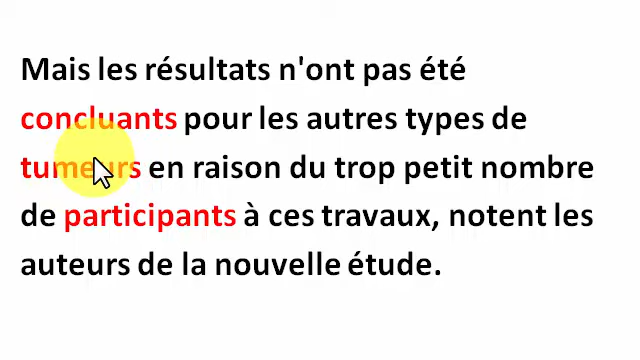 Mais les résultats n'ont pas été
concluants pour les autres types de
tumeurs en raison du trop petit nombre
de participants à ces travaux, notent les
auteurs de la nouvelle étude.